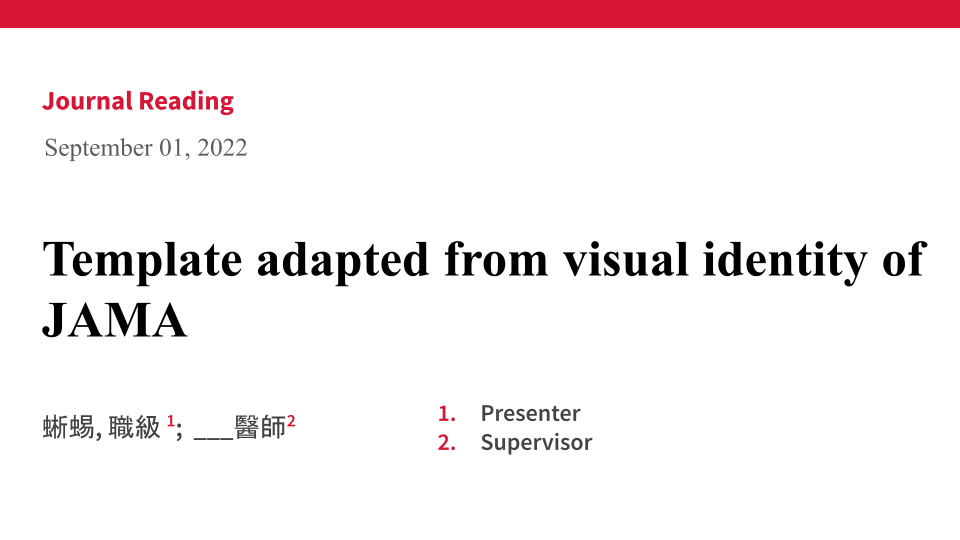 Journal Reading
September 01, 2022
Template adapted from visual identity of
JAMA
蜥蜴, 職級 1; ___醫師2
1. Presenter
2. Supervisor